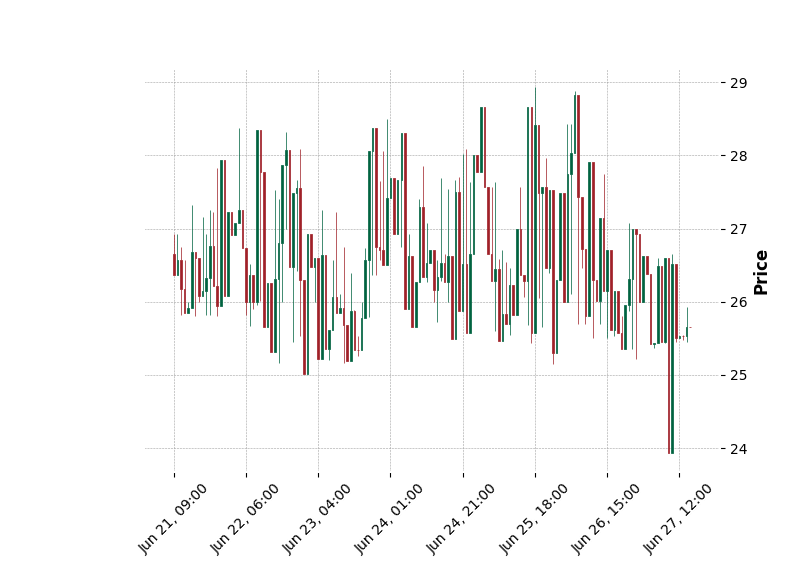 29
28
27
26
25
24
Price
Jun 21, 09:00
Jun 22, 06:00
Jun 23, 04:00
Jun 24, 01:00
Jun 24, 21:00
Jun 25, 18:00
Jun 26, 15:00
Jun 27, 12:00